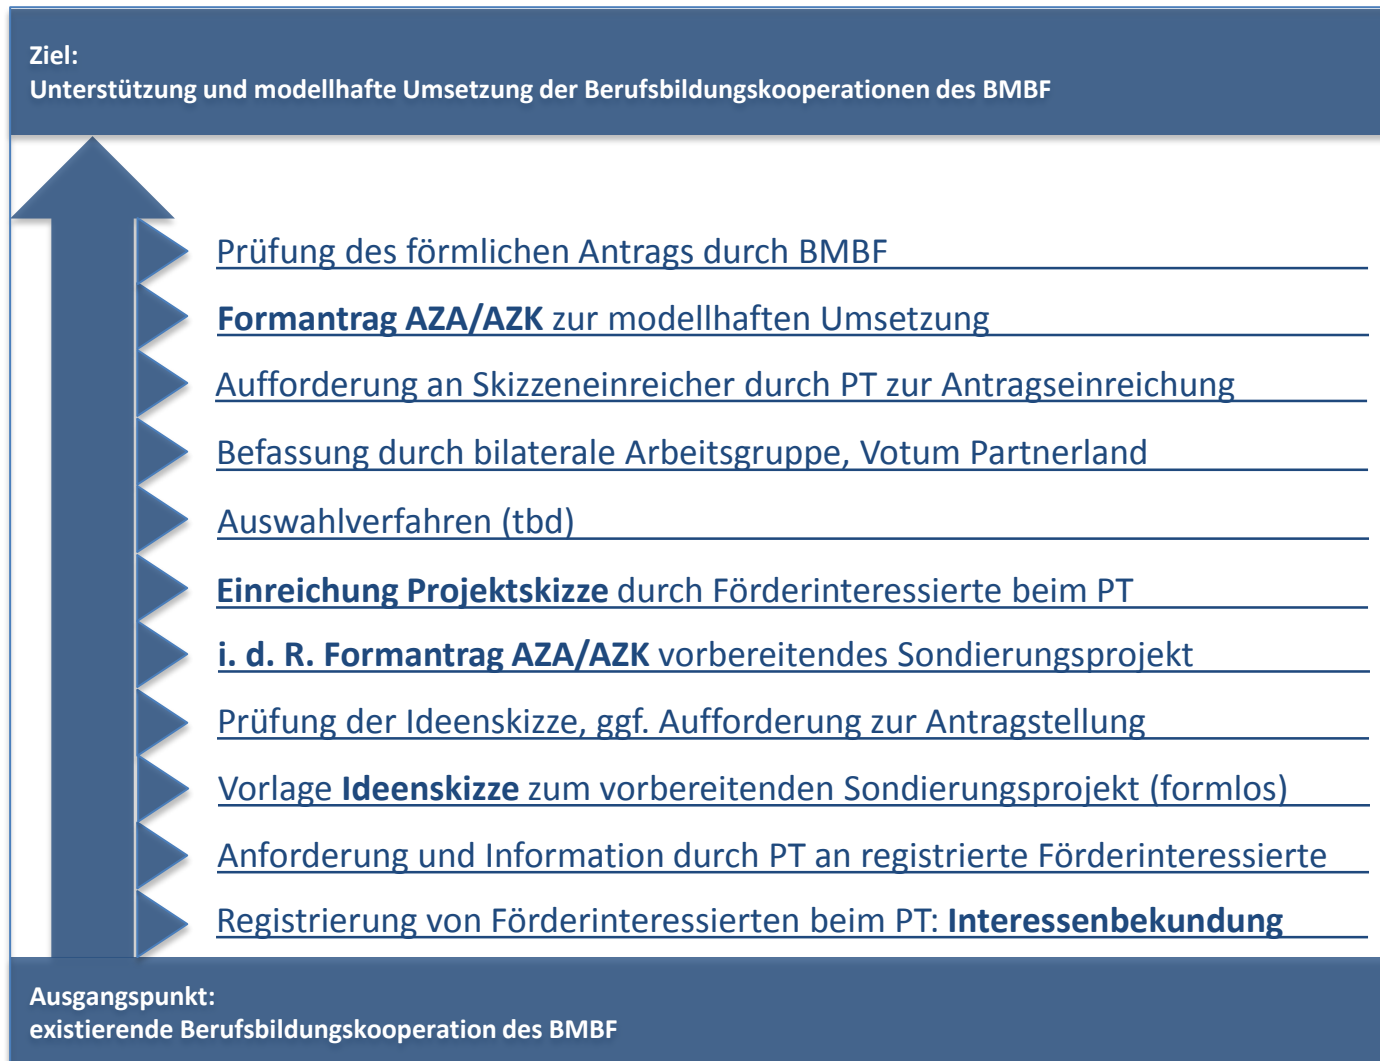 Ziel:
Unterstützung und modellhafte Umsetzung der Berufsbildungskooperationen des BMBF
Prüfung des förmlichen Antrags durch BMBF
Formantrag AZA/AZK zur modellhaften Umsetzung
Aufforderung an Skizzeneinreicher durch PT zur Antragseinreichung
Befassung durch bilaterale Arbeitsgruppe, Votum Partnerland
Auswahlverfahren (tbd)
Einreichung Projektskizze durch Förderinteressierte beim PT
i. d. R. Formantrag AZA/AZK vorbereitendes Sondierungsprojekt
Prüfung der Ideenskizze, ggf. Aufforderung zur Antragstellung
Vorlage Ideenskizze zum vorbereitenden Sondierungsprojekt (formlos)
Anforderung und Information durch PT an registrierte Förderinteressierte
Registrierung von Förderinteressierten beim PT: Interessenbekundung
Ausgangspunkt:
existierende Berufsbildungskooperation des BMBF